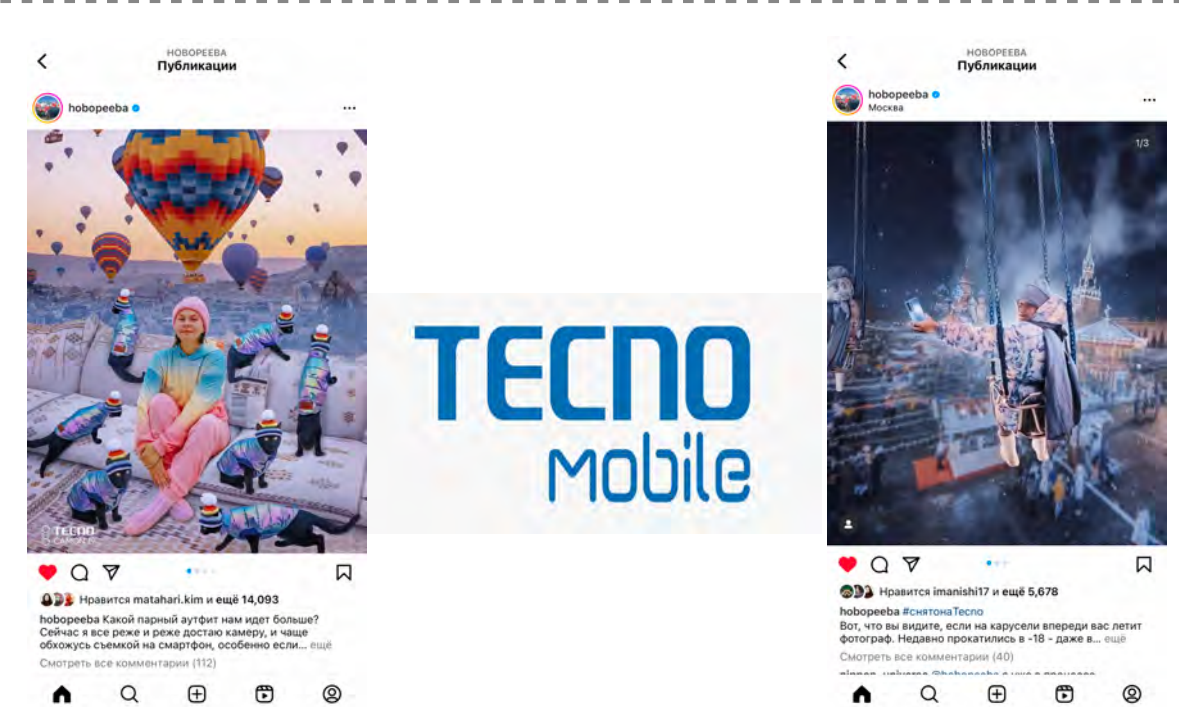 НОВОРЕЕВА
Публикации
hobopeeba
TECNO
Нравится matahari.kim и ещё 14,093
hobopeeba Какой парный аутфит нам идет больше?
Сейчас я все реже и реже достаю камеру, и чаще
обхожусь съемкой на смартфон, особенно если... ещё
Смотреть все комментарии (112)
TECNO
mobile
НОВОРЕЕВА
Публикации
hobopeeba
Москва
1/3
Нравится imanishi17 и ещё 5,678
hobopeeba #снятонаTecno
Вот, что вы видите, если на карусели впереди вас летит
фотограф. Недавно прокатились в -18 - даже в... ещё
Смотреть все комментарии (40)